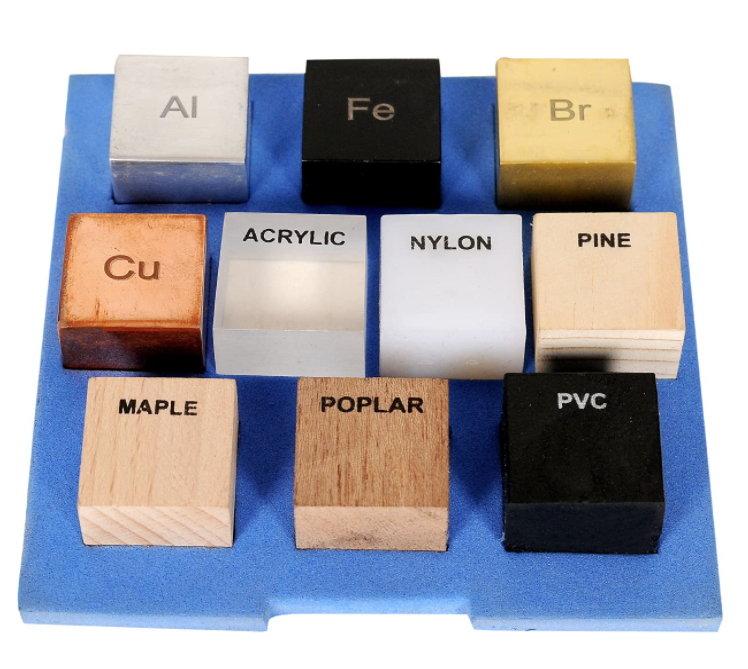 Al
Fe
Br
Cu
ACRYLIC
NYLON
PINE
MAPLE
POPLAR
PVC